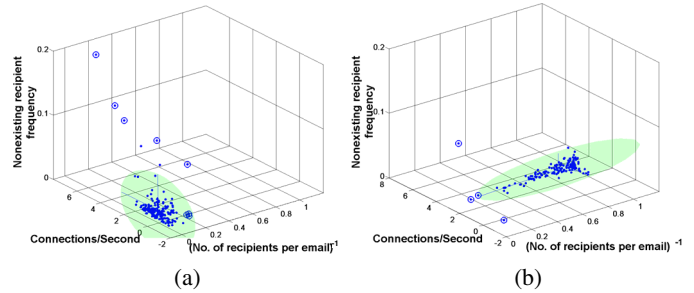 0.2
0.1
0
Nonexisting recipient
frequency
6
4
2
0
-2
Connections/Second
0
0.2
0.4
0.6
0.8
1
(No. of recipients per email)-1
(a)
0.2
0.1
0
Nonexisting recipient
frequency
8
6
4
2
0
-2
Connections/Second
0
0.2
0.4
0.6
0.8
1
(No. of recipients per email) -1
(b)